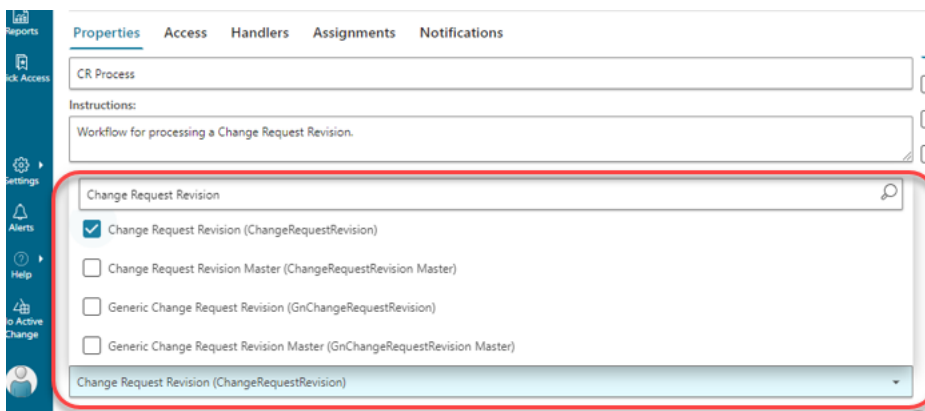 Reports
Properties Access Handlers Assignments Notifications
ick Access
CR Process
Instructions:
Workflow for processing a Change Request Revision.
ettings
Change Request Revision
Alerts
Change Request Revision (ChangeRequestRevision)
Help
Change Request Revision Master (ChangeRequestRevision Master)
o Active
Change
Generic Change Request Revision (GnChangeRequestRevision)
Generic Change Request Revision Master (GnChangeRequestRevision Master)
Change Request Revision (ChangeRequestRevision)